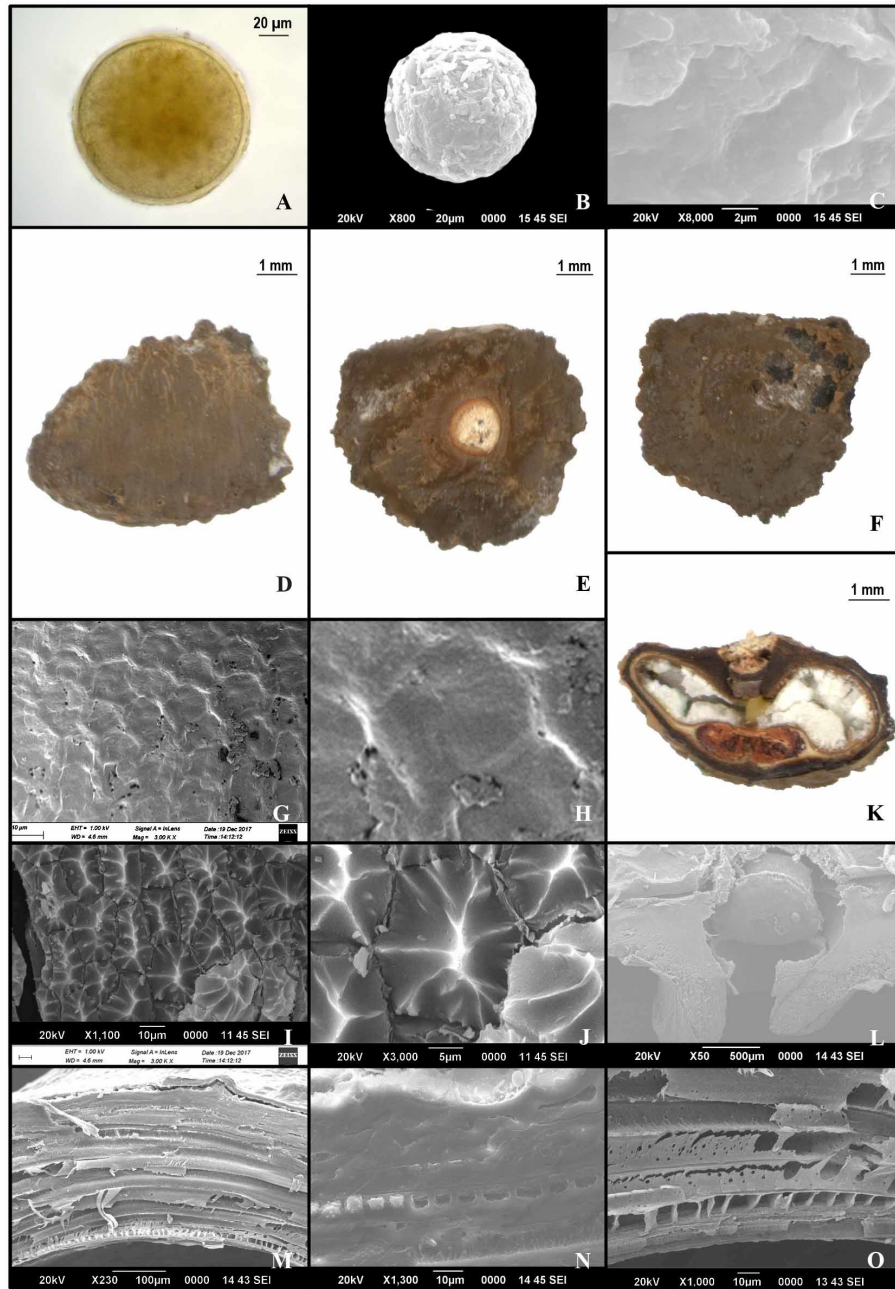 20 µm
A
B
20kV X800 20µm 0000 15 45 SEI
C
20kV X8,000 2µm 0000 15 45 SEI
1 mm
D
1 mm
E
1 mm
F
G
10 µm EHT = 1.00 kV Signal A = InLens Date :19 Dec 2017 ZEISS
WD = 4.6 mm Mag = 3.00 K X Time :14:12:12
H
1 mm
K
I
20kV X1,100 10µm 0000 11 45 SEI
J
20kV X3,000 5µm 0000 11 45 SEI
L
20kV X50 500µm 0000 14 43 SEI
EHT = 1.00 kV Signal A = InLens Date :19 Dec 2017 ZEISS
WD = 4.6 mm Mag = 3.00 K X Time :14:12:12
M
20kV X230 100µm 0000 14 43 SEI
N
20kV X1,300 10µm 0000 14 45 SEI
O
20kV X1,000 10µm 0000 13 43 SEI